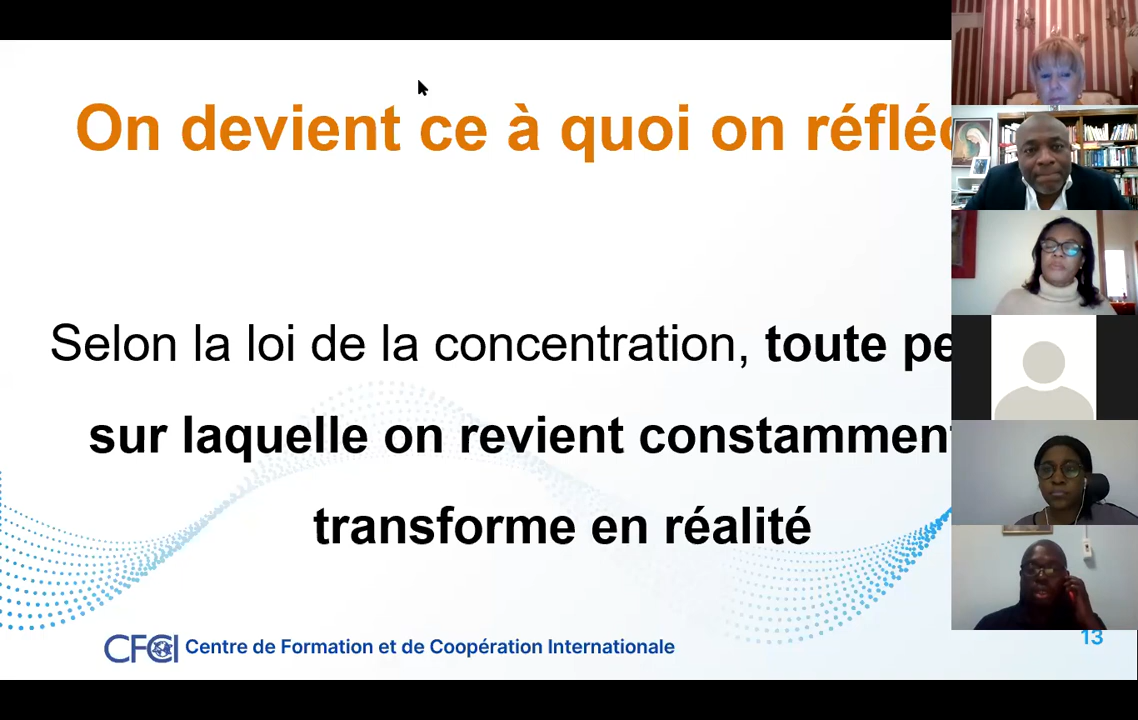 On devient ce à quoi on réfléc
Selon la loi de la concentration, toute pe
sur laquelle on revient constamment
transforme en réalité
CFCI Centre de Formation et de Coopération Internationale
13